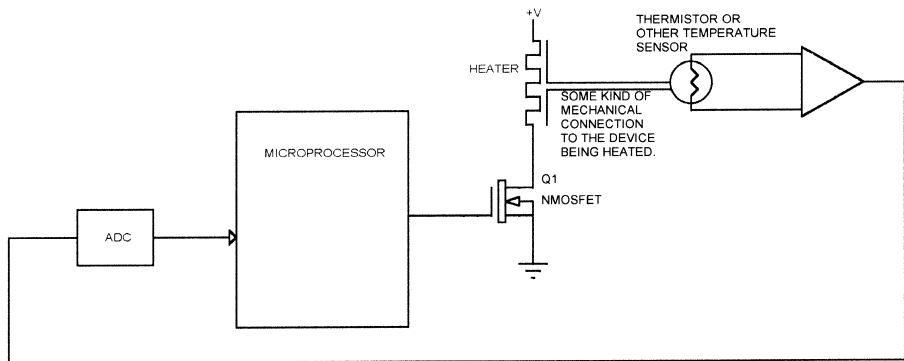 +V
THERMISTOR OR
OTHER TEMPERATURE
SENSOR
HEATER
SOME KIND OF
MECHANICAL
CONNECTION
TO THE DEVICE
BEING HEATED.
MICROPROCESSOR
Q1
NMOSFET
ADC